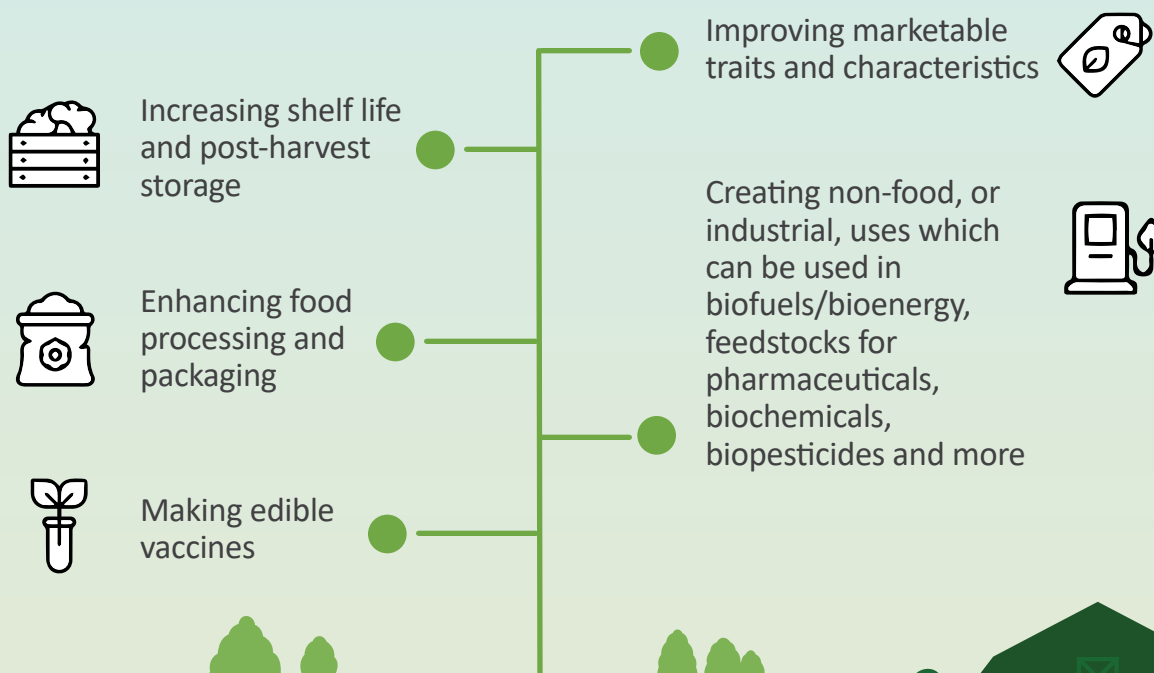 Improving marketable
traits and characteristics
Increasing shelf life
and post-harvest
storage
Creating non-food, or
industrial, uses which
can be used in
biofuels/bioenergy,
feedstocks for
pharmaceuticals,
biochemicals,
biopesticides and more
Enhancing food
processing and
packaging
Making edible
vaccines